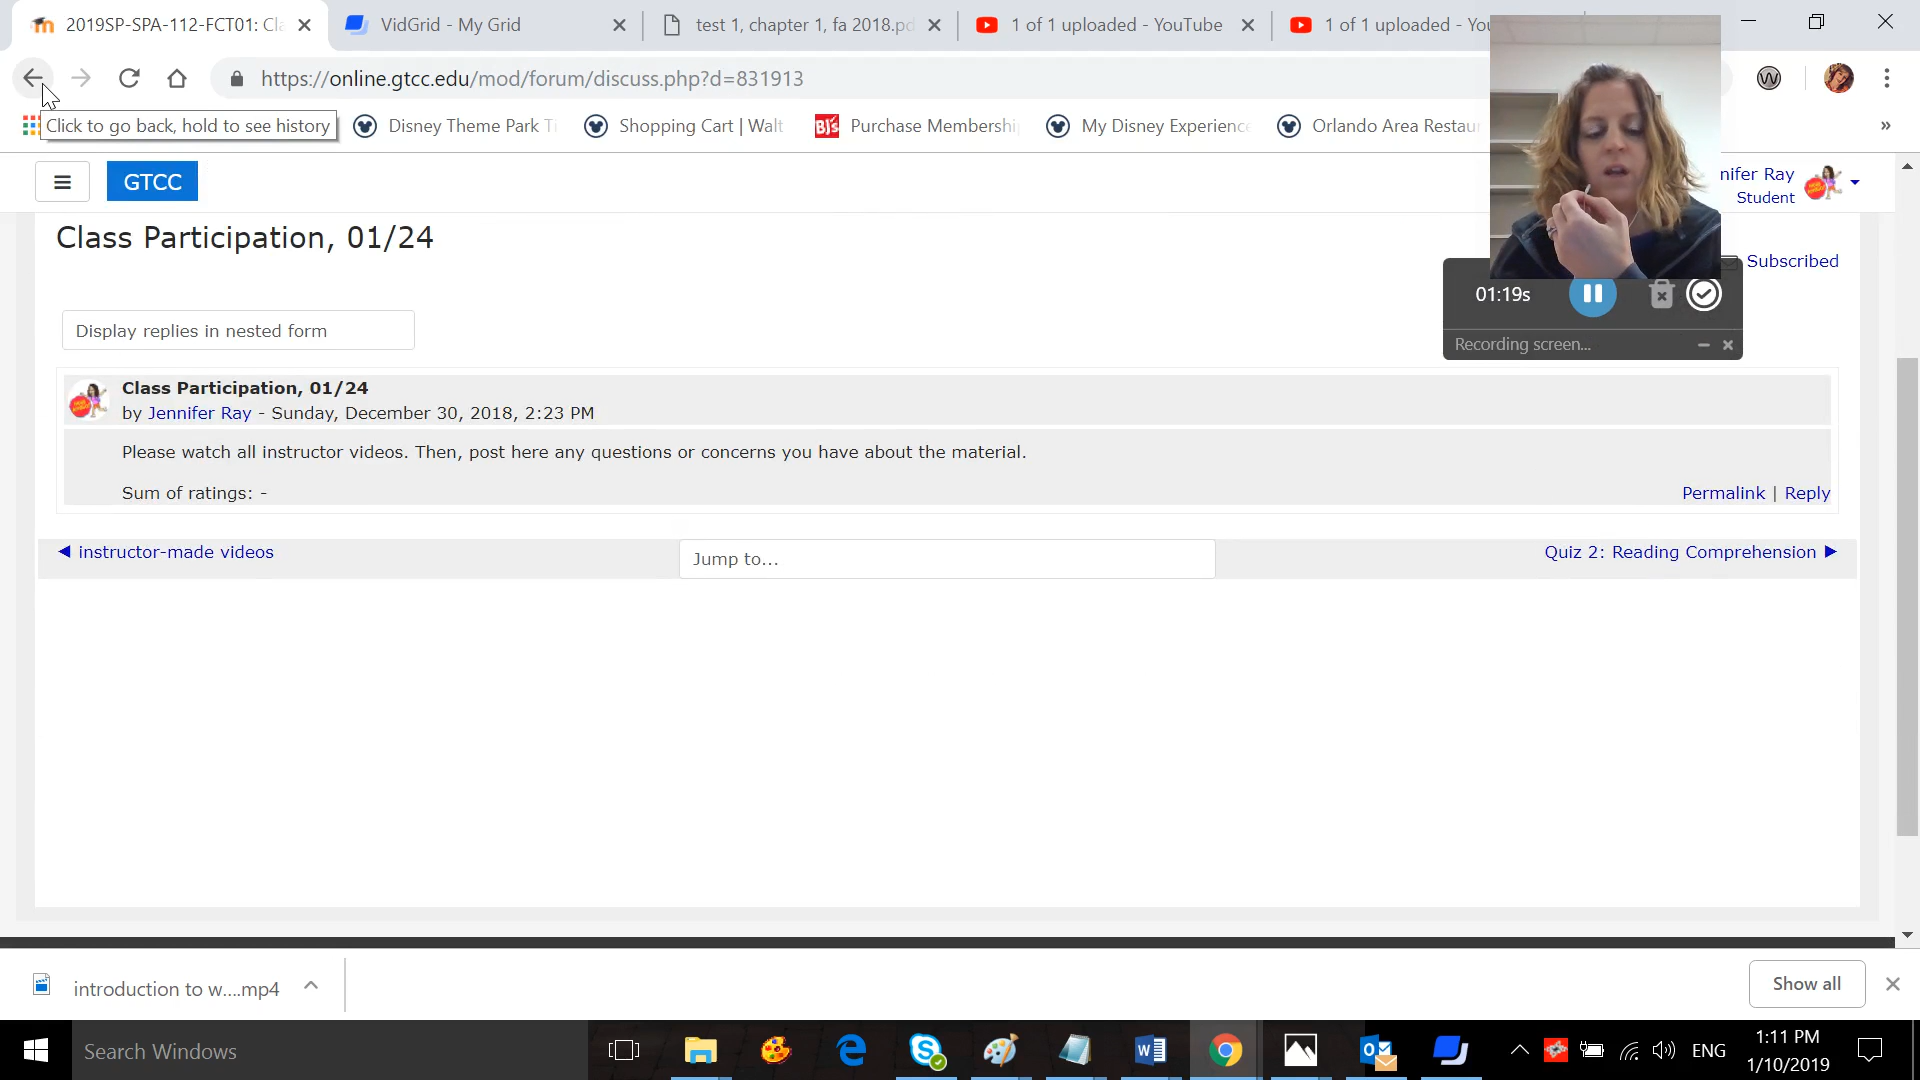 2019SP-SPA-112-FCT01: Cl
VidGrid - My Grid
test 1, chapter 1, fa 2018.pd
1 of 1 uploaded - YouTube
1 of 1 uploaded - You
https://online.gtcc.edu/mod/forum/discuss.php?d=831913
Click to go back, hold to see history
Disney Theme Park Ti
Shopping Cart | Walt
BJ's
Purchase Membershi
My Disney Experience
Orlando Area Restau
GTCC
nifer Ray
Student
Class Participation, 01/24
Subscribed
01:19s
Recording screen...
Display replies in nested form
Class Participation, 01/24
by Jennifer Ray - Sunday, December 30, 2018, 2:23 PM
Please watch all instructor videos. Then, post here any questions or concerns you have about the material.
Sum of ratings: -
Permalink | Reply
◀ instructor-made videos
Jump to...
Quiz 2: Reading Comprehension ▶
introduction to w....mp4
Show all
Search Windows
ENG
1:11 PM
1/10/2019